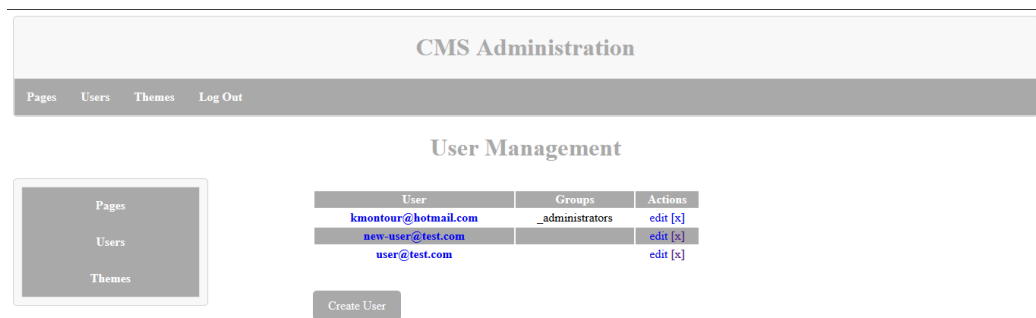 CMS Administration
Pages Users Themes Log Out
User Management
Pages
Users
Themes
User Groups Actions
kmontour@hotmail.com _administrators edit [x]
new-user@test.com edit [x]
user@test.com edit [x]
Create User